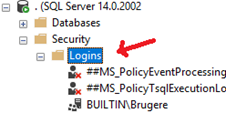 . (SQL Server 14.0.2002
Databases
Security
Logins
##MS_PolicyEventProcessing
##MS_PolicyTsqlExecutionLo
BUILTIN\Brugere